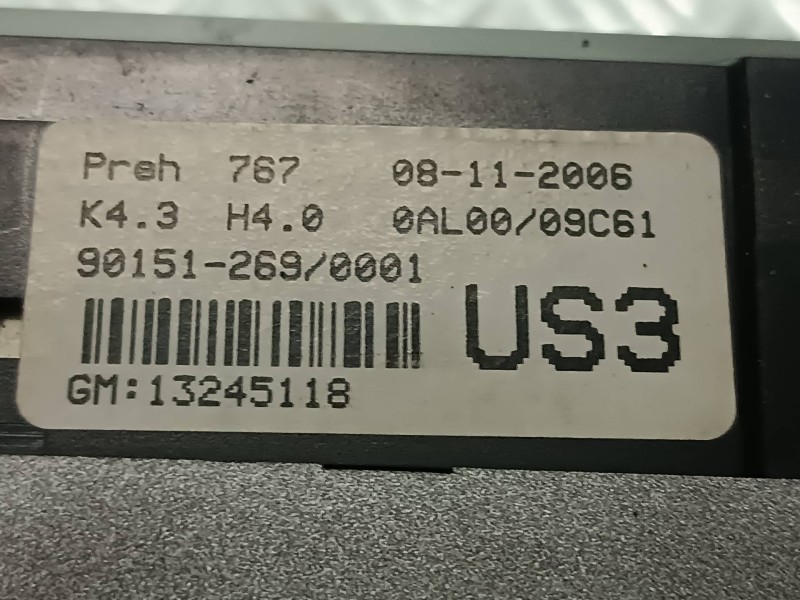 Preh 767 08-11-2006
K4.3 H4.0 0AL00/09C61
90151-269/0001
US3
GM:13245118